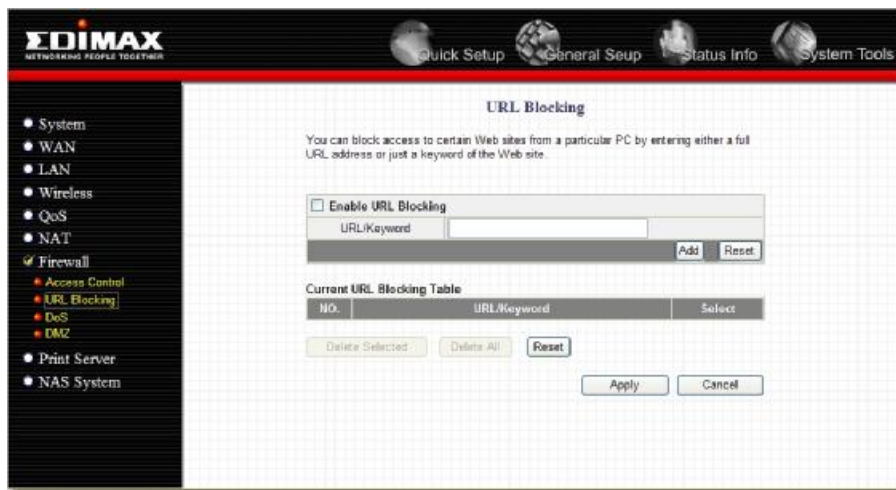 EDIMAX
NETWORKING PEOPLE TOGETHER
Quick Setup
General Seup
Status Info
System Tools
System
WAN
LAN
Wireless
QoS
NAT
Firewall
Access Control
URL Blocking
DoS
DMZ
Print Server
NAS System
URL Blocking
You can block access to certain Web sites from a particular PC by entering either a full
URL address or just a keyword of the Web site.
Enable URL Blocking
URL/Keyword
Add Reset
Current URL Blocking Table
NO. URL/Keyword Select
Delete Selected Delete All Reset
Apply Cancel